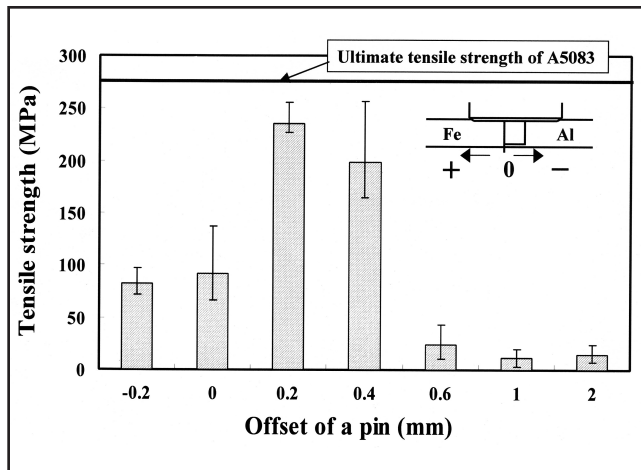 300
Ultimate tensile strength of A5083
250
200
150
100
50
0
Tensile strength (MPa)
Fe
Al
+ 0 −
-0.2 0 0.2 0.4 0.6 1 2
Offset of a pin (mm)